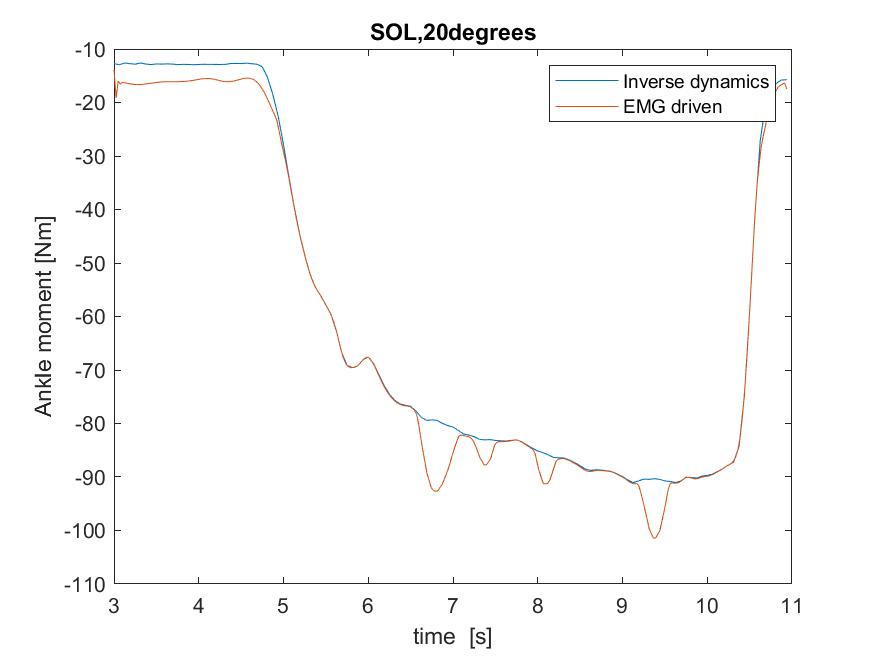 SOL,20degrees
Inverse dynamics
EMG driven
-10
-20
-30
-40
-50
-60
-70
-80
-90
-100
-110
Ankle moment [Nm]
3 4 5 6 7 8 9 10 11
time [s]